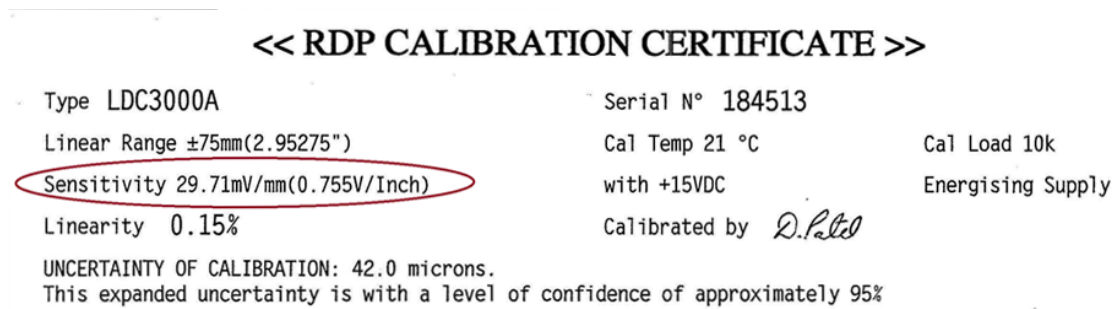 << RDP CALIBRATION CERTIFICATE >>
Type LDC3000A Serial N° 184513
Linear Range ±75mm(2.95275") Cal Temp 21 °C Cal Load 10k
Sensitivity 29.71mV/mm(0.755V/Inch) with +15VDC Energising Supply
Linearity 0.15% Calibrated by D. Patel
UNCERTAINTY OF CALIBRATION: 42.0 microns.
This expanded uncertainty is with a level of confidence of approximately 95%